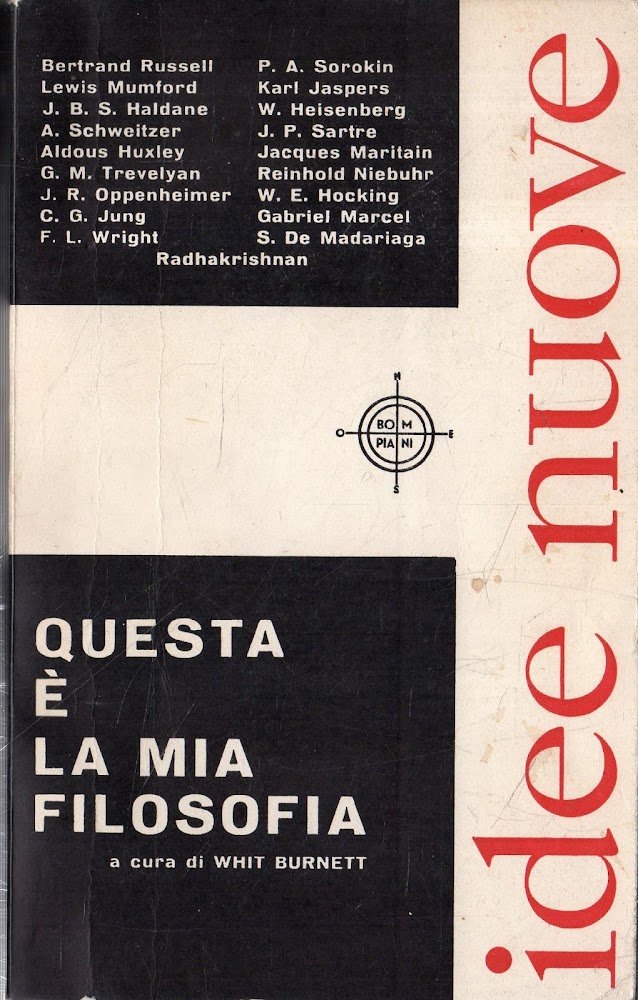 Bertrand Russell
Lewis Mumford
J. B. S. Haldane
A. Schweitzer
Aldous Huxley
G. M. Trevelyan
J. R. Oppenheimer
C. G. Jung
F. L. Wright
P. A. Sorokin
Karl Jaspers
W. Heisenberg
J. P. Sartre
Jacques Maritain
Reinhold Niebuhr
W. E. Hocking
Gabriel Marcel
S. De Madariaga
Radhakrishnan
N
O
E
S
BOM
PIANI
QUESTA
È
LA MIA
FILOSOFIA
a cura di WHIT BURNETT
idee nuove